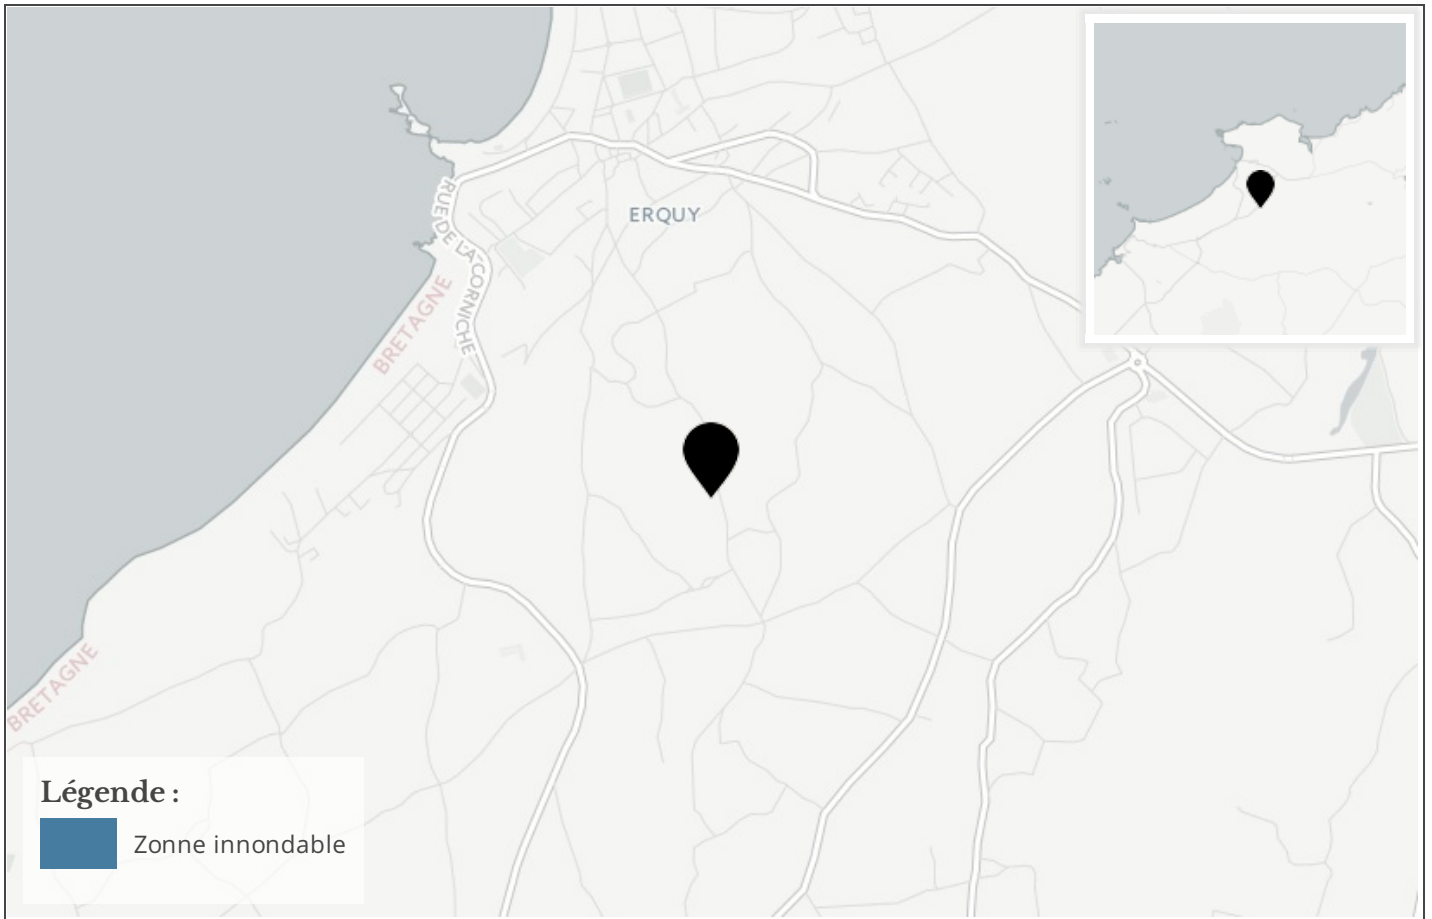 ERQUY
RUE DE LA CORNICHE
BRETAGNE
BRETAGNE
Légende :
Zonne innondable